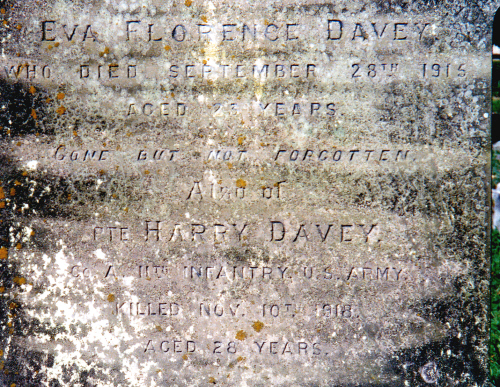 EVA FLORENCE DAVEY
WHO DIED SEPTEMBER 28TH 1915
AGED 23 YEARS
GONE BUT NOT FORGOTTEN
ALSO OF
PTE HARRY DAVEY.
CO. A. 11TH INFANTRY, U.S. ARMY.
KILLED NOV. 10TH 1918.
AGED 28 YEARS.